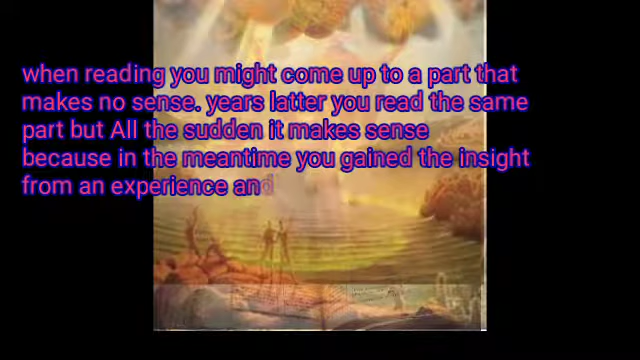 when reading you might come up to a part that
makes no sense. years latter you read the same
part but All the sudden it makes sense
because in the meantime you gained the insight
from an experience and